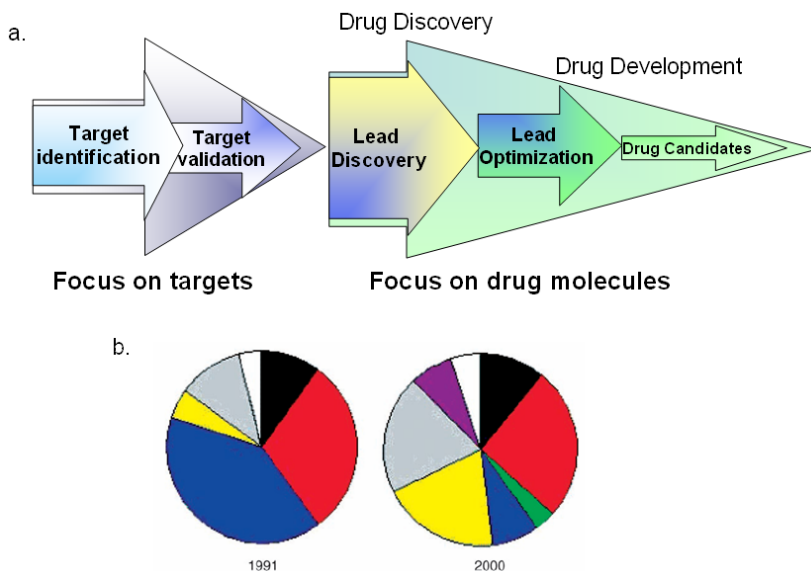 a.
Drug Discovery
Drug Development
Target
identification
Target
validation
Lead
Discovery
Lead
Optimization
Drug Candidates
Focus on targets
Focus on drug molecules
b.
1991
2000